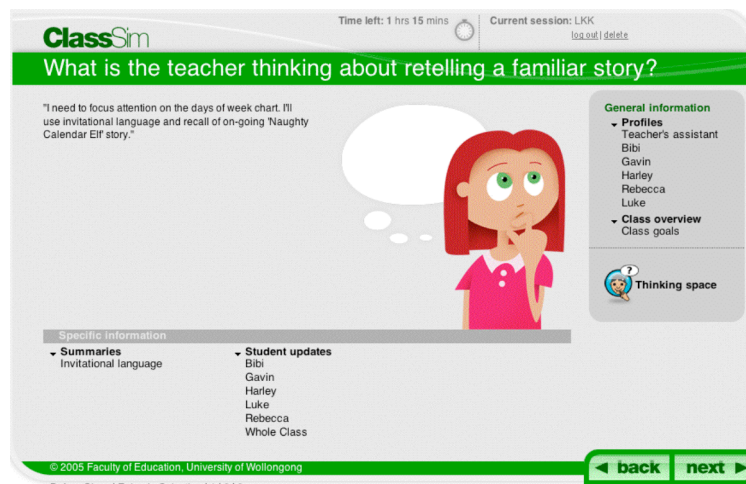 ClassSim
Time left: 1 hrs 15 mins
Current session: LKK
log out | delete
What is the teacher thinking about retelling a familiar story?
"I need to focus attention on the days of week chart. I'll
use invitational language and recall of on-going 'Naughty
Calendar Elf' story."
General information
Profiles
Teacher's assistant
Bibi
Gavin
Harley
Rebecca
Luke
Class overview
Class goals
?
Thinking space
Specific information
Summaries
Invitational language
Student updates
Bibi
Gavin
Harley
Luke
Rebecca
Whole Class
© 2005 Faculty of Education, University of Wollongong
back
next